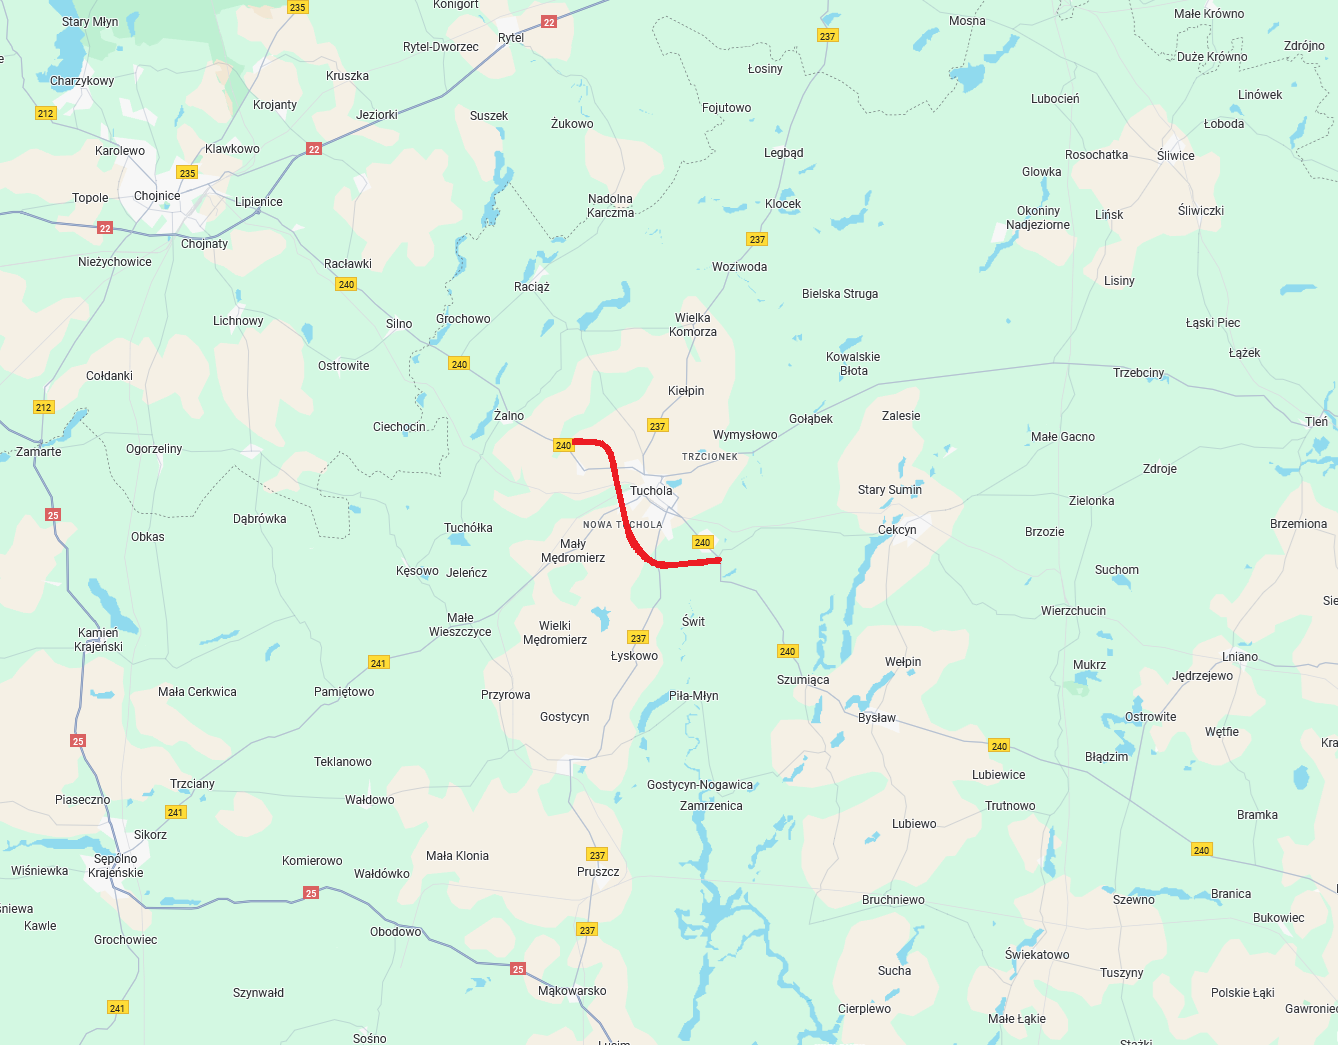 Konigort
235
Stary Młyn
22
Małe Krówno
Mosna
237
Rytel
Rytel-Dworzec
Zdrójno
Duże Krówno
Łosiny
Kruszka
Charzykowy
Linówek
Lubocień
Krojanty
Fojutowo
212
Jeziorki
Suszek
Żukowo
Łoboda
Karolewo
Klawkowo
22
Legbąd
Rosochatka
Śliwice
235
Glowka
Chojnice
Topole
Lipienice
Nadolna
Karczma
Klocek
Okoniny
Nadjeziorne
Lińsk
Śliwiczki
22
Chojnaty
237
Nieżychowice
Racławki
Woziwoda
240
Raciąż
Bielska Struga
Lisiny
Lichnowy
Silno
Grochowo
Wielka
Komorza
Łąski Piec
Ostrowite
240
Kowalskie
Błota
Łążek
Cołdanki
Trzebciny
Kiełpin
212
Żalno
Gołąbek
Zalesie
Ciechocin
237
Tleń
Wymysłowo
Małe Gacno
240
Zamarte
Ogorzeliny
TRZCIONEK
Zdroje
Tuchola
Stary Sumin
Zielonka
25
Dąbrówka
NOWA TUCHOLA
Brzemiona
Obkas
Tuchółka
Cekcyn
Brzozie
Mały
Mędromierz
240
Kęsowo
Jeleńcz
Suchom
Sie
Małe
Wieszczyce
Świt
Wierzchucin
Kamień
Krajeński
Wielki
Mędromierz
237
240
Łyskowo
241
Wełpin
Lniano
Mukrz
Jędrzejewo
Mała Cerkwica
Pamiętowo
Przyrowa
Piła-Młyn
Szumiąca
Gostycyn
Bysław
Ostrowite
Wętfie
25
240
Kra
Teklanowo
Błądzim
Trzciany
Gostycyn-Nogawica
Lubiewice
Piaseczno
Wałdowo
Zamrzenica
Trutnowo
241
Bramka
Sikorz
Lubiewo
240
Sępólno
Krajeńskie
Komierowo
Mała Klonia
237
Wiśniewka
Wałdówko
Pruszcz
25
Bruchniewo
Szewno
Branica
śniewa
Kawle
Bukowiec
Grochowiec
Obodowo
237
Świekatowo
25
Sucha
Tuszyny
Szynwałd
Mąkowarsko
Polskie Łąki
241
Cierplewo
Małe Łąkie
Gawroniec
Sośno
Lusim
Stążki